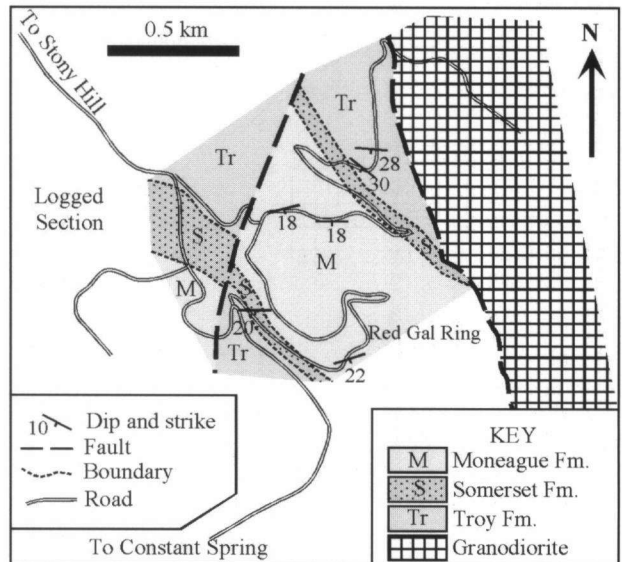 0.5 km
N
To Stony Hill
Tr
Tr
28
30
Logged
Section
S
18
18
S
M
M
S
20
Red Gal Ring
Tr
22
10 Dip and strike
Fault
Boundary
Road
To Constant Spring
KEY
M Moneague Fm.
S Somerset Fm.
Tr Troy Fm.
Granodiorite